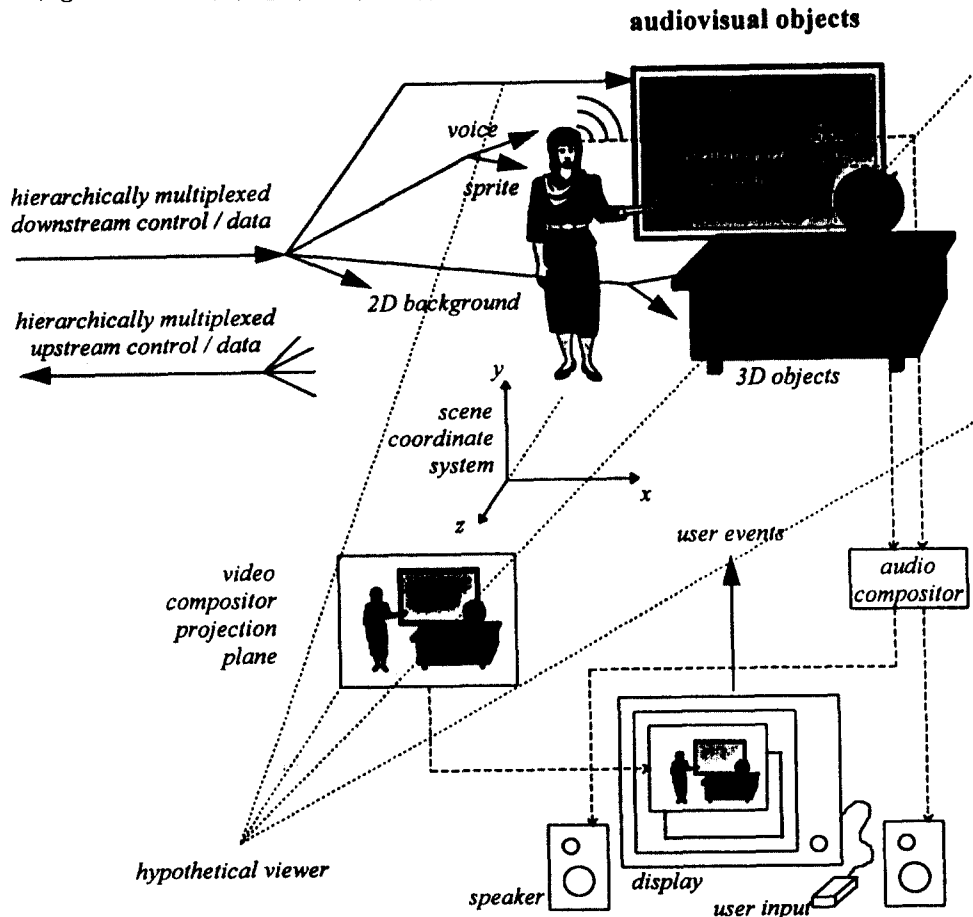 audiovisual objects
voice
sprite
hierarchically multiplexed
downstream control / data
2D background
hierarchically multiplexed
upstream control / data
3D objects
y
scene
coordinate
system
x
z
user events
video
compositor
projection
plane
audio
compositor
hypothetical viewer
speaker
display
user input